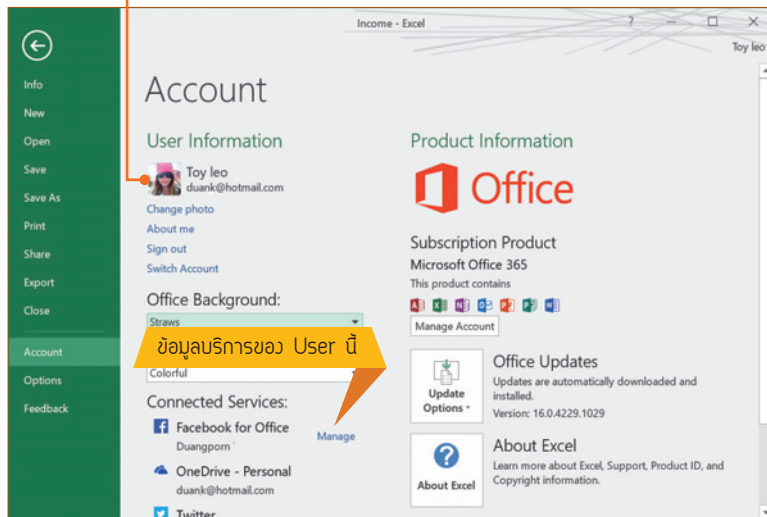 Income - Excel
?
Toy leo
Info
New
Open
Save
Save As
Print
Share
Export
Close
Account
Options
Feedback
Account
User Information
Toy leo
duank@hotmail.com
Change photo
About me
Sign out
Switch Account
Office Background:
Straws
ข้อมูลบริการของ User นี้
Colorful
Connected Services:
Facebook for Office
Duangporn
Manage
OneDrive - Personal
duank@hotmail.com
Twitter
Product Information
Office
Subscription Product
Microsoft Office 365
This product contains
Manage Account
Update
Options
Office Updates
Updates are automatically downloaded and
installed.
Version: 16.0.4229.1029
?
About Excel
About Excel
Learn more about Excel, Support, Product ID, and
Copyright information.